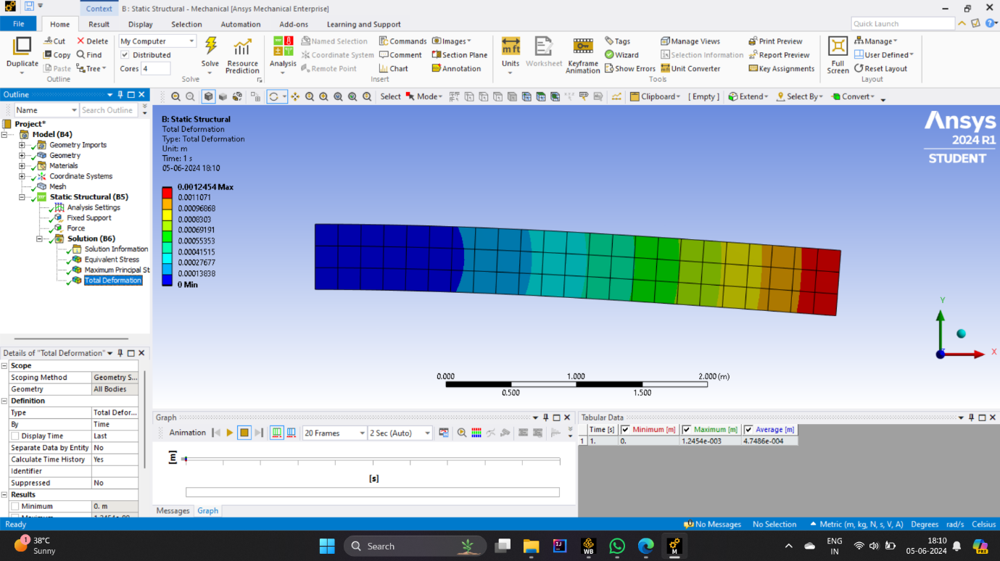 Context B : Static Structural - Mechanical [Ansys Mechanical Enterprise]
File Home Result Display Selection Automation Add-ons Learning and Support Quick Launch
Duplicate
Cut Delete
Copy Find
Paste Tree
Outline
My Computer
Distributed
Cores 4
Solve
Resource Prediction
Solve
Analysis
Named Selection
Coordinate System
Remote Point
Commands
Comment
Chart
Images
Section Plane
Annotation
Insert
Units
Worksheet
Keyframe Animation
Tags
Wizard
Show Errors
Manage Views
Selection Information
Unit Converter
Print Preview
Report Preview
Key Assignments
Tools
Full Screen
Manage
User Defined
Reset Layout
Layout
Outline
Name Search Outline
Select Mode Clipboard [ Empty ] Extend Select By Convert
Project*
Model (B4)
Geometry Imports
Geometry
Materials
Coordinate Systems
Mesh
Static Structural (B5)
Analysis Settings
Fixed Support
Force
Solution (B6)
Solution Information
Equivalent Stress
Maximum Principal St
Total Deformation
B: Static Structural
Total Deformation
Type: Total Deformation
Unit: m
Time: 1 s
05-06-2024 18:10
0.0012454 Max
0.0011071
0.00096868
0.0008303
0.00069191
0.00055353
0.00041515
0.00027677
0.00013838
0 Min
Ansys
2024 R1
STUDENT
Y
X
0.000 1.000 2.000 (m)
0.500 1.500
Details of "Total Deformation"
Scope
Scoping Method Geometry S...
Geometry All Bodies
Definition
Type Total Defor...
By Time
Display Time Last
Separate Data by Entity No
Calculate Time History Yes
Identifier
Suppressed No
Results
Minimum 0. m
Graph
Animation 20 Frames 2 Sec (Auto)
[m]
[s]
Messages Graph
Tabular Data
Time [s] Minimum [m] Maximum [m] Average [m]
1 1. 0. 1.2454e-003 4.7486e-004
Ready No Messages No Selection Metric (m, kg, N, s, V, A) Degrees rad/s Celsius
1
38°C
Sunny
Search
WB
M
ENG
IN
18:10
05-06-2024
PRE